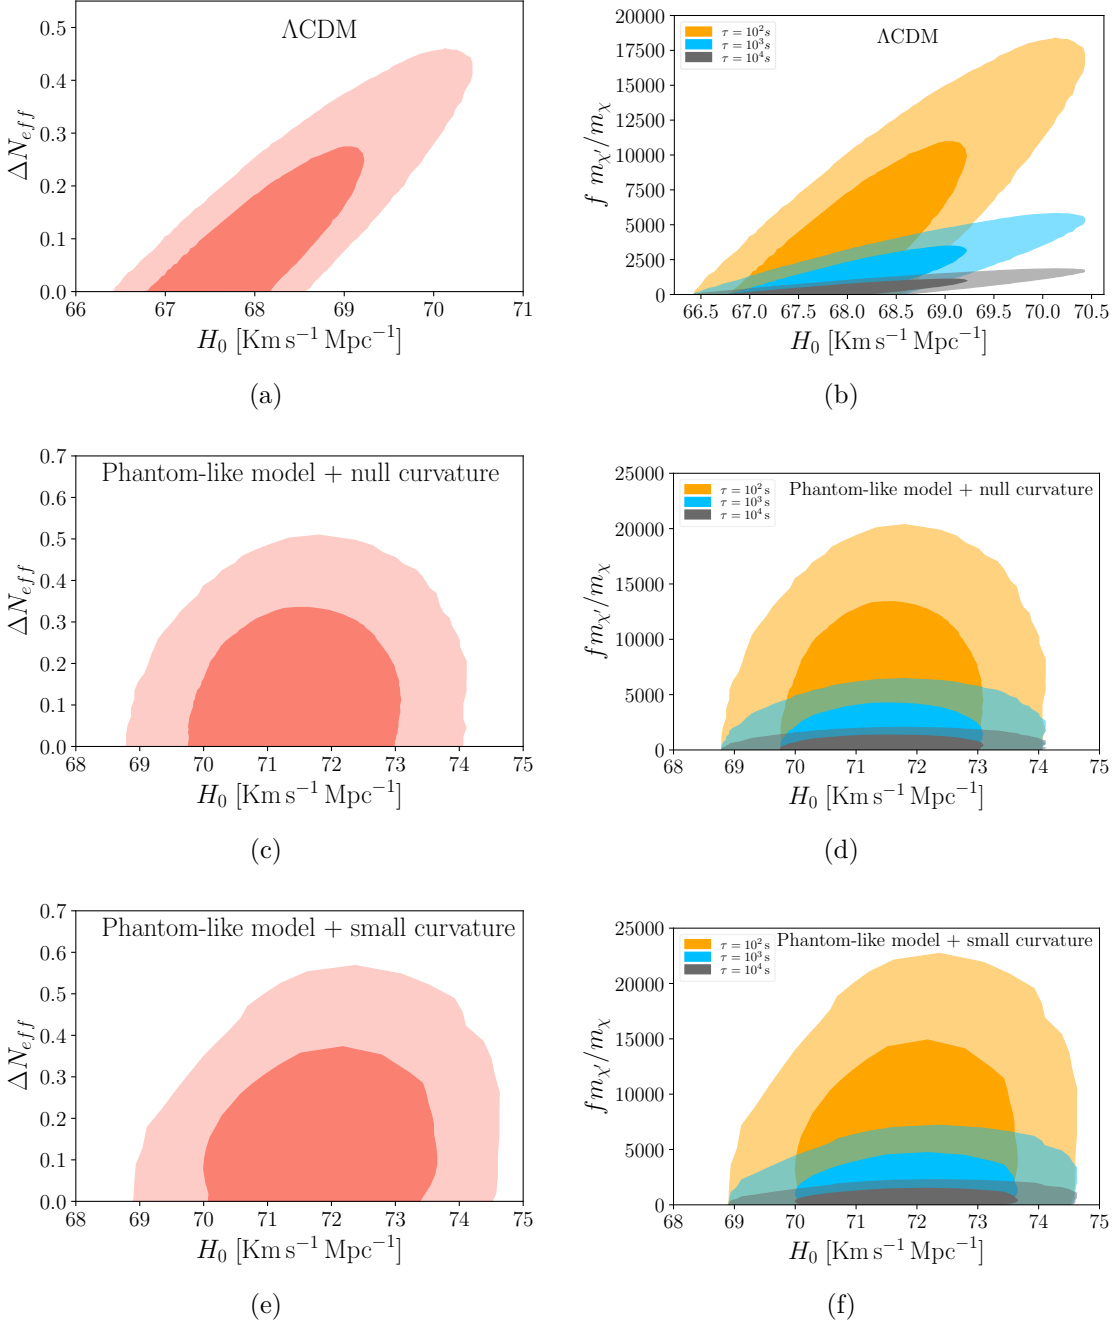 ΛCDM
0.5
0.4
0.3
0.2
0.1
0.0
ΔN_{eff}
66 67 68 69 70 71
H_0 [Km s^{-1} Mpc^{-1}]
(a)
ΛCDM
τ = 10^2 s
τ = 10^3 s
τ = 10^4 s
20000
17500
15000
12500
10000
7500
5000
2500
0
f m_{χ'}/m_χ
66.5 67.0 67.5 68.0 68.5 69.0 69.5 70.0 70.5
H_0 [Km s^{-1} Mpc^{-1}]
(b)
Phantom-like model + null curvature
0.7
0.6
0.5
0.4
0.3
0.2
0.1
0.0
ΔN_{eff}
68 69 70 71 72 73 74 75
H_0 [Km s^{-1} Mpc^{-1}]
(c)
Phantom-like model + null curvature
τ = 10^2 s
τ = 10^3 s
τ = 10^4 s
25000
20000
15000
10000
5000
0
f m_{χ'}/m_χ
68 69 70 71 72 73 74 75
H_0 [Km s^{-1} Mpc^{-1}]
(d)
Phantom-like model + small curvature
0.7
0.6
0.5
0.4
0.3
0.2
0.1
0.0
ΔN_{eff}
68 69 70 71 72 73 74 75
H_0 [Km s^{-1} Mpc^{-1}]
(e)
Phantom-like model + small curvature
τ = 10^2 s
τ = 10^3 s
τ = 10^4 s
25000
20000
15000
10000
5000
0
f m_{χ'}/m_χ
68 69 70 71 72 73 74 75
H_0 [Km s^{-1} Mpc^{-1}]
(f)